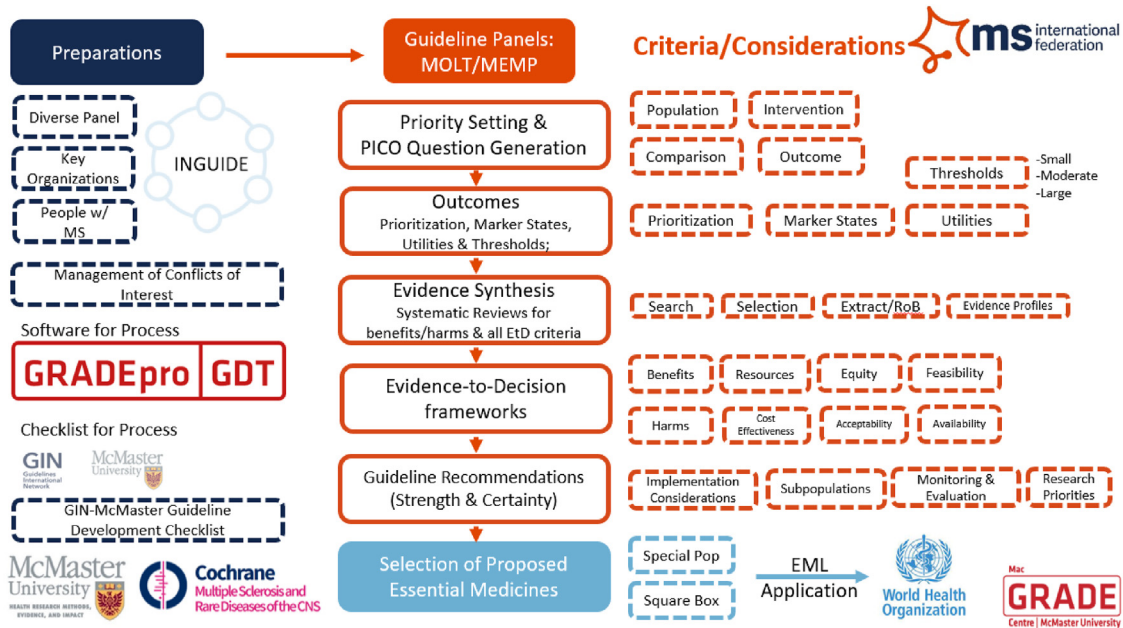 Preparations
Guideline Panels:
MOLT/MEMP
Criteria/Considerations
ms international
federation
Diverse Panel
Key
Organizations
People w/
MS
INGUIDE
Management of Conflicts of
Interest
Software for Process
GRADEpro GDT
Checklist for Process
GIN
Guidelines
International
Network
McMaster
University
GIN-McMaster Guideline
Development Checklist
McMaster
University
HEALTH RESEARCH METHODS,
EVIDENCE, AND IMPACT
Cochrane
Multiple Sclerosis and
Rare Diseases of the CNS
Priority Setting &
PICO Question Generation
Outcomes
Prioritization, Marker States,
Utilities & Thresholds;
Evidence Synthesis
Systematic Reviews for
benefits/harms & all EtD criteria
Evidence-to-Decision
frameworks
Guideline Recommendations
(Strength & Certainty)
Selection of Proposed
Essential Medicines
Population
Intervention
Comparison
Outcome
Thresholds
-Small
-Moderate
-Large
Prioritization
Marker States
Utilities
Search
Selection
Extract/RoB
Evidence Profiles
Benefits
Resources
Equity
Feasibility
Harms
Cost
Effectiveness
Acceptability
Availability
Implementation
Considerations
Subpopulations
Monitoring &
Evaluation
Research
Priorities
Special Pop
Square Box
EML
Application
World Health
Organization
Mac
GRADE
Centre | McMaster University